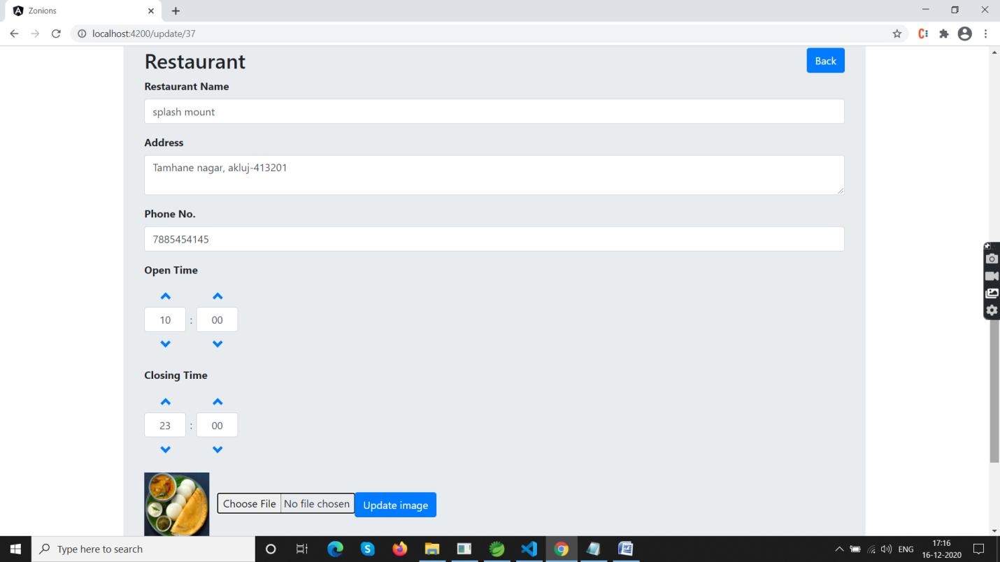 Zonions
localhost:4200/update/37
Restaurant
Back
Restaurant Name
splash mount
Address
Tamhane nagar, akluj-413201
Phone No.
7885454145
Open Time
10 : 00
Closing Time
23 : 00
Choose File No file chosen Update image
Type here to search
ENG
17:16
16-12-2020